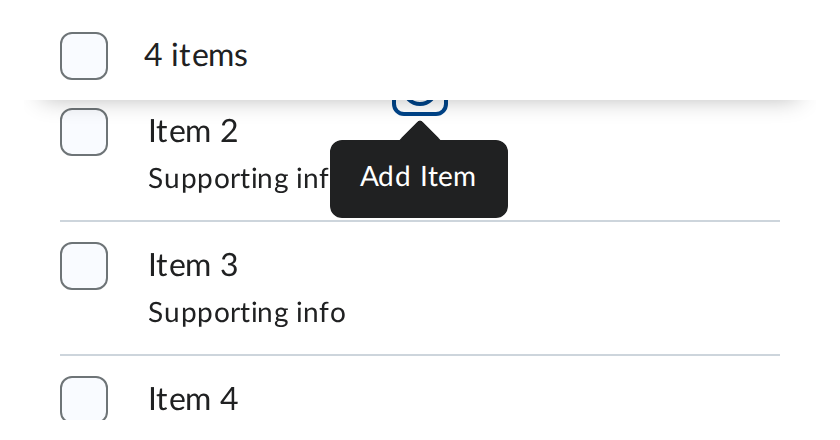 4 items
Item 2
Supporting inf
Add Item
Item 3
Supporting info
Item 4